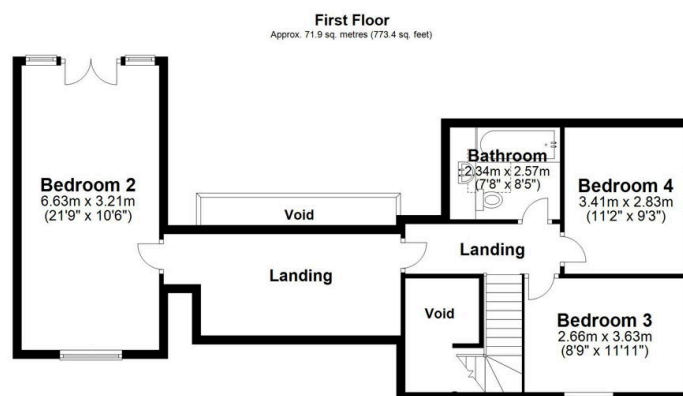 First Floor
Approx. 71.9 sq. metres (773.4 sq. feet)
Bedroom 2
6.63m x 3.21m
(21'9" x 10'6")
Void
Landing
Bathroom
2.34m x 2.57m
(7'8" x 8'5")
Bedroom 4
3.41m x 2.83m
(11'2" x 9'3")
Landing
Void
Bedroom 3
2.66m x 3.63m
(8'9" x 11'11")